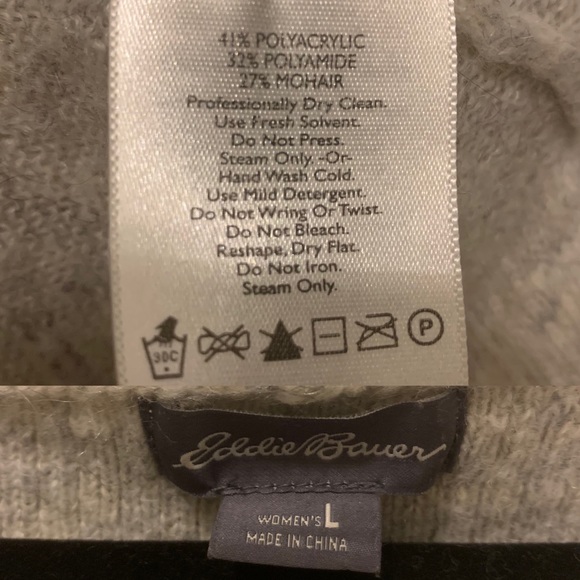 41% POLYACRYLIC
32% POLYAMIDE
27% MOHAIR
Professionally Dry Clean.
Use Fresh Solvent.
Do Not Press.
Steam Only. -Or-
Hand Wash Cold.
Use Mild Detergent.
Do Not Wring Or Twist.
Do Not Bleach.
Reshape, Dry Flat.
Do Not Iron.
Steam Only.
30C P
Eddie Bauer
WOMEN'S L
MADE IN CHINA